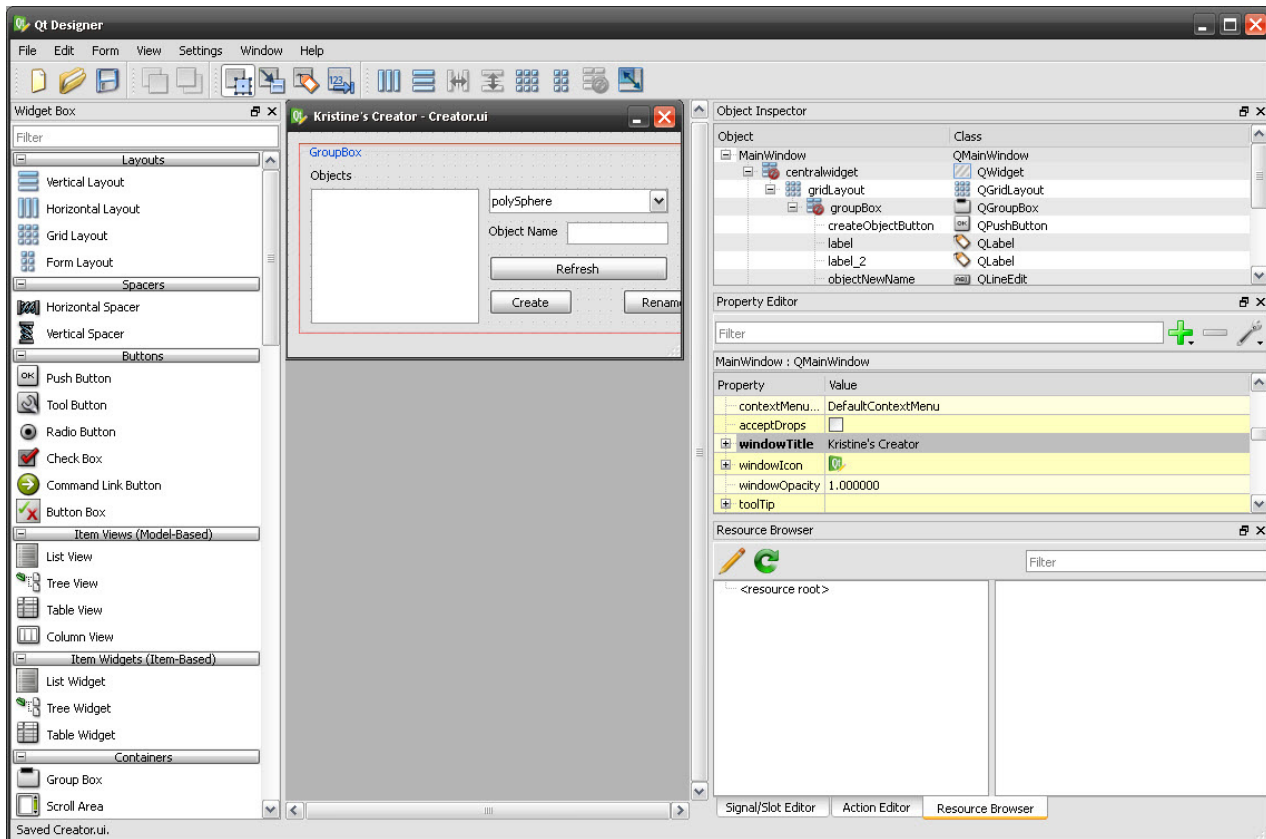 Qt Designer
File Edit Form View Settings Window Help
Widget Box
Filter
Layouts
Vertical Layout
Horizontal Layout
Grid Layout
Form Layout
Spacers
Horizontal Spacer
Vertical Spacer
Buttons
OK Push Button
Tool Button
Radio Button
Check Box
Command Link Button
Button Box
Item Views (Model-Based)
List View
Tree View
Table View
Column View
Item Widgets (Item-Based)
List Widget
Tree Widget
Table Widget
Containers
Group Box
Scroll Area
Saved Creator.ui.
Kristine's Creator - Creator.ui
GroupBox
Objects
polySphere
Object Name
Refresh
Create Rename
Object Inspector
Object Class
MainWindow QMainWindow
centralwidget QWidget
gridLayout QGridLayout
groupBox QGroupBox
createObjectButton OK QPushButton
label QLabel
label_2 QLabel
objectNewName QLineEdit
Property Editor
Filter
MainWindow : QMainWindow
Property Value
contextMenu... DefaultContextMenu
acceptDrops
windowTitle Kristine's Creator
windowIcon
windowOpacity 1.000000
toolTip
Resource Browser
Filter
<resource root>
Signal/Slot Editor Action Editor Resource Browser